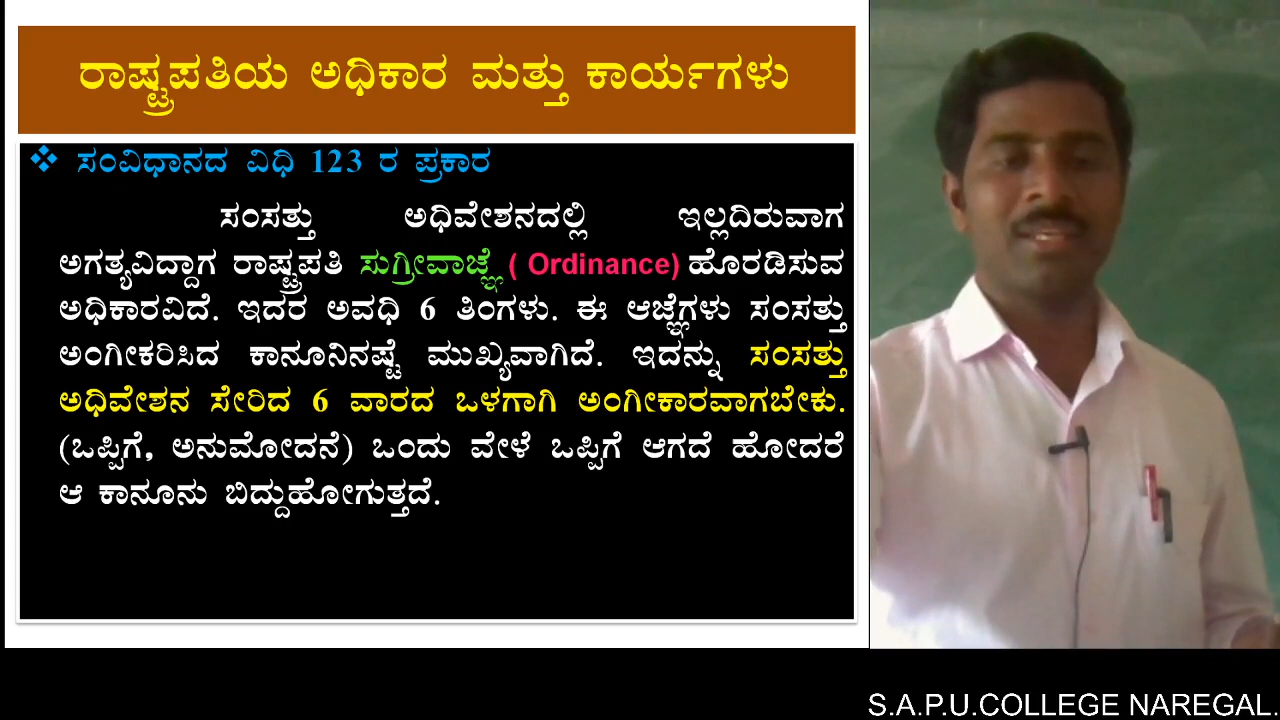 ರಾಷ್ಟ್ರಪತಿಯ ಅಧಿಕಾರ ಮತ್ತು ಕಾರ್ಯಗಳು
❖ ಸಂವಿಧಾನದ ವಿಧಿ 123 ರ ಪ್ರಕಾರ
ಸಂಸತ್ತು ಅಧಿವೇಶನದಲ್ಲಿ ಇಲ್ಲದಿರುವಾಗ
ಅಗತ್ಯವಿದ್ದಾಗ ರಾಷ್ಟ್ರಪತಿ ಸುಗ್ರೀವಾಜ್ಞೆ ( Ordinance) ಹೊರಡಿಸುವ
ಅಧಿಕಾರವಿದೆ. ಇದರ ಅವಧಿ 6 ತಿಂಗಳು. ಈ ಆಜ್ಞೆಗಳು ಸಂಸತ್ತು
ಅಂಗೀಕರಿಸಿದ ಕಾನೂನಿನಷ್ಟೆ ಮುಖ್ಯವಾಗಿದೆ. ಇದನ್ನು ಸಂಸತ್ತು
ಅಧಿವೇಶನ ಸೇರಿದ 6 ವಾರದ ಒಳಗಾಗಿ ಅಂಗೀಕಾರವಾಗಬೇಕು.
(ಒಪ್ಪಿಗೆ, ಅನುಮೋದನೆ) ಒಂದು ವೇಳೆ ಒಪ್ಪಿಗೆ ಆಗದೆ ಹೋದರೆ
ಆ ಕಾನೂನು ಬಿದ್ದುಹೋಗುತ್ತದೆ.
S.A.P.U.COLLEGE NAREGAL.